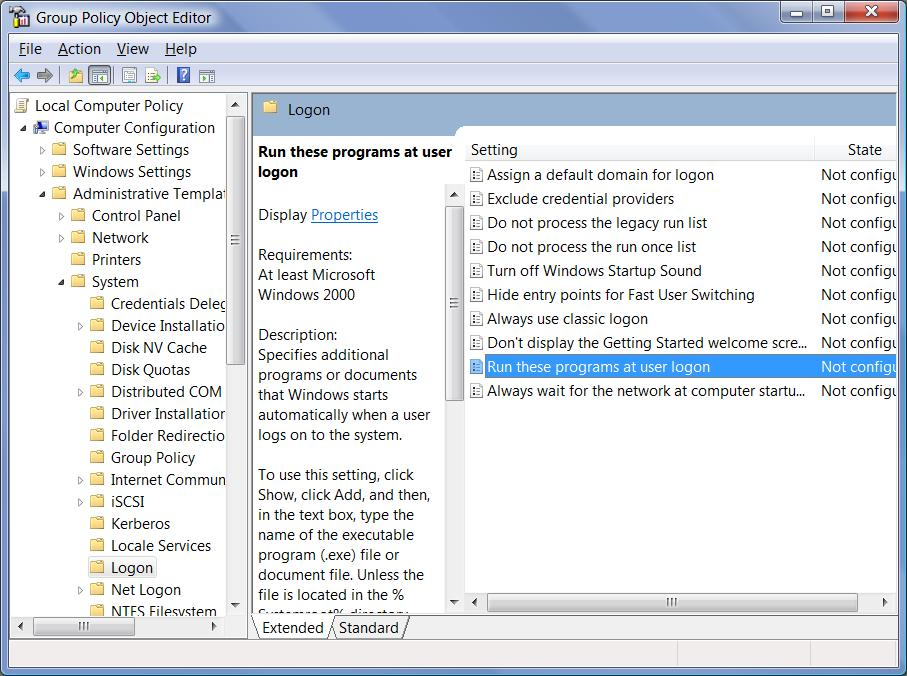 Group Policy Object Editor
File Action View Help
Local Computer Policy
Computer Configuration
Software Settings
Windows Settings
Administrative Templa
Control Panel
Network
Printers
System
Credentials Deleg
Device Installatio
Disk NV Cache
Disk Quotas
Distributed COM
Driver Installation
Folder Redirectio
Group Policy
Internet Commun
iSCSI
Kerberos
Locale Services
Logon
Net Logon
NTFS Filesystem
Logon
Run these programs at user
logon
Display Properties
Requirements:
At least Microsoft
Windows 2000
Description:
Specifies additional
programs or documents
that Windows starts
automatically when a user
logs on to the system.
To use this setting, click
Show, click Add, and then,
in the text box, type the
name of the executable
program (.exe) file or
document file. Unless the
file is located in the %
Systemroot% directory,
Setting State
Assign a default domain for logon Not configu
Exclude credential providers Not configu
Do not process the legacy run list Not configu
Do not process the run once list Not configu
Turn off Windows Startup Sound Not configu
Hide entry points for Fast User Switching Not configu
Always use classic logon Not configu
Don't display the Getting Started welcome scre... Not configu
Run these programs at user logon Not configu
Always wait for the network at computer startu... Not configu
Extended Standard